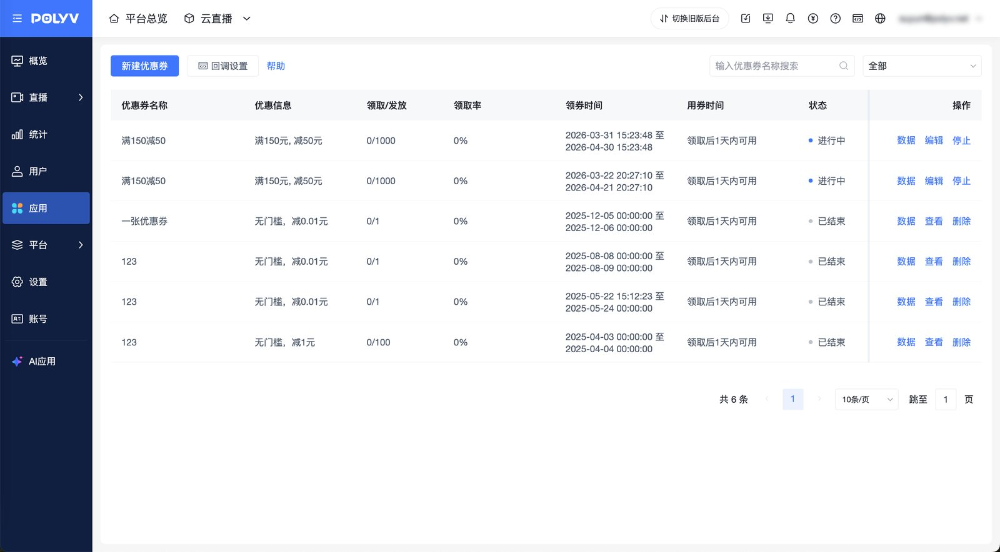 POLYV
平台总览
云直播
切换旧版后台
概览
直播
统计
用户
应用
平台
设置
账号
AI应用
新建优惠券
回调设置
帮助
输入优惠券名称搜索
全部
优惠券名称 优惠信息 领取/发放 领取率 领券时间 用券时间 状态 操作
满150减50 满150元, 减50元 0/1000 0% 2026-03-31 15:23:48 至
2026-04-30 15:23:48 领取后1天内可用 进行中 数据 编辑 停止
满150减50 满150元, 减50元 0/1000 0% 2026-03-22 20:27:10 至
2026-04-21 20:27:10 领取后1天内可用 进行中 数据 编辑 停止
一张优惠券 无门槛，减0.01元 0/1 0% 2025-12-05 00:00:00 至
2025-12-06 00:00:00 领取后1天内可用 已结束 数据 查看 删除
123 无门槛，减0.01元 0/1 0% 2025-08-08 00:00:00 至
2025-08-09 00:00:00 领取后1天内可用 已结束 数据 查看 删除
123 无门槛，减0.01元 0/1 0% 2025-05-22 15:12:23 至
2025-05-24 00:00:00 领取后1天内可用 已结束 数据 查看 删除
123 无门槛，减1元 0/100 0% 2025-04-03 00:00:00 至
2025-04-04 00:00:00 领取后1天内可用 已结束 数据 查看 删除
共 6 条 1 10条/页 跳至 1 页